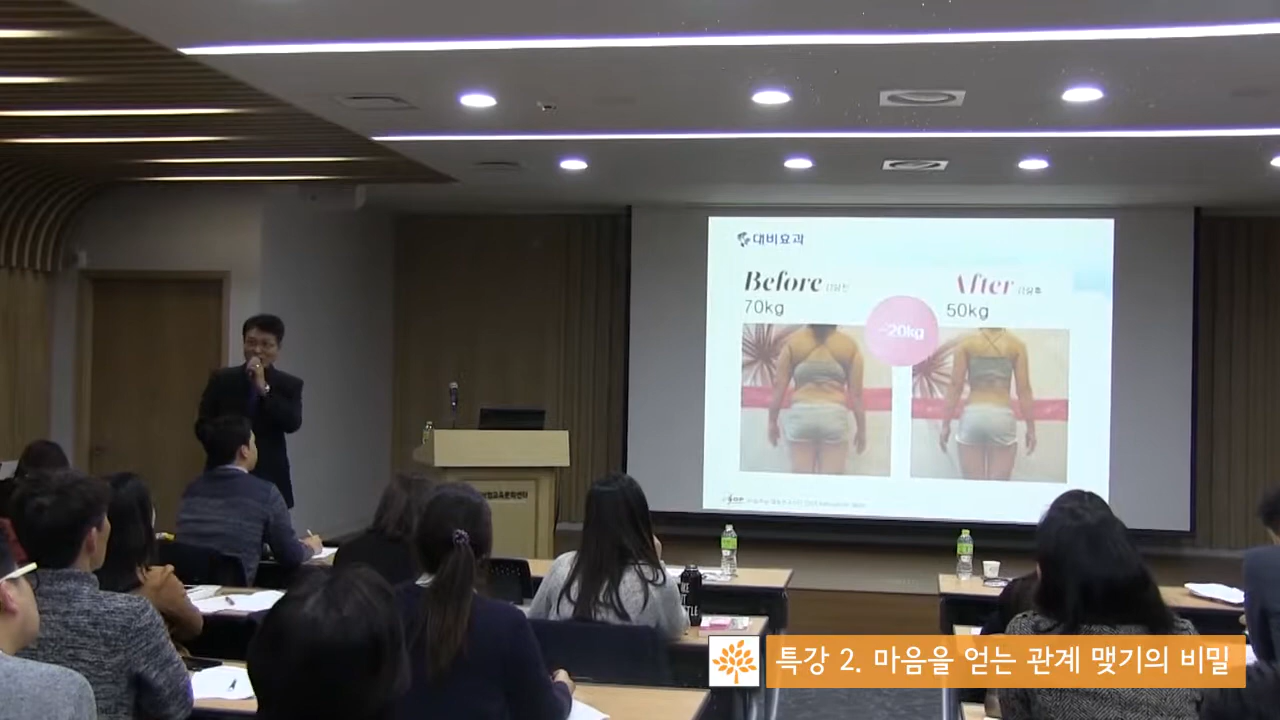 대비효과
Before
After
70kg
50kg
-20kg
특강 2. 마음을 얻는 관계 맺기의 비밀